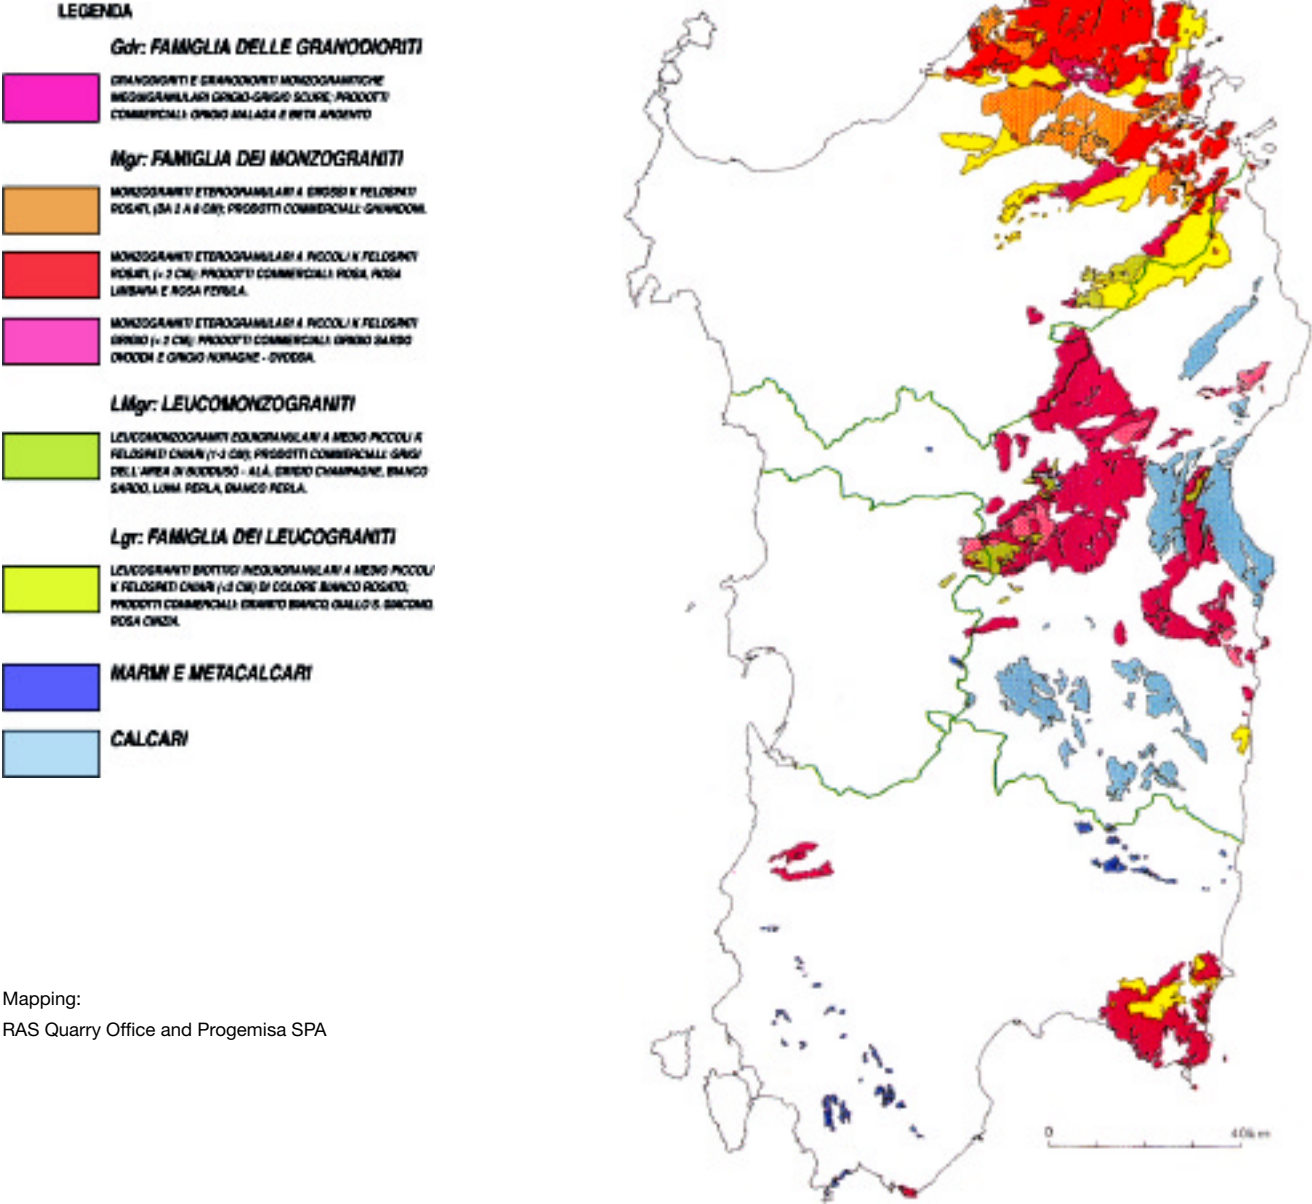 LEGENDA
Gdr: FAMIGLIA DELLE GRANODIORITI
GRANODIORITI E GRANODIORITI MONZOGRANITICHE
INEQUIGRANULARI GRIGIO-GRIGIO SCURE; PRODOTTI
COMMERCIALI: GRIGIO MALAGA E BETA ARGENTO
Mgr: FAMIGLIA DEI MONZOGRANITI
MONZOGRANITI ETEROGRANULARI A GROSSI K FELDSPATI
ROSATI, (DA 2 A 8 CM); PRODOTTI COMMERCIALI: GHIANDONI.
MONZOGRANITI ETEROGRANULARI A PICCOLI K FELDSPATI
ROSATI, (< 2 CM); PRODOTTI COMMERCIALI: ROSA, ROSA
LIMBARA E ROSA FERULA.
MONZOGRANITI ETEROGRANULARI A PICCOLI K FELDSPATI
GRIGIO (< 2 CM); PRODOTTI COMMERCIALI: GRIGIO SARDO
OVODDA E GRIGIO NURAGHE - OVODDA.
LMgr: LEUCOMONZOGRANITI
LEUCOMONZOGRANITI EQUIGRANULARI A MEDIO PICCOLI K
FELDSPATI CHIARI (1-2 CM); PRODOTTI COMMERCIALI: GRIGI
DELL'AREA DI BUDDUSÒ - ALÀ, GRIGIO CHAMPAGNE, BIANCO
SARDO, LUNA PERLA, BIANCO PERLA.
Lgr: FAMIGLIA DEI LEUCOGRANITI
LEUCOGRANITI BIOTITICI INEQUIGRANULARI A MEDIO PICCOLI
K FELDSPATI CHIARI (<2 CM) DI COLORE BIANCO ROSATO;
PRODOTTI COMMERCIALI: GRANITO BIANCO, GIALLO S. GIACOMO,
ROSA CINZIA.
MARMI E METACALCARI
CALCARI
Mapping:
RAS Quarry Office and Progemisa SPA
0 40km